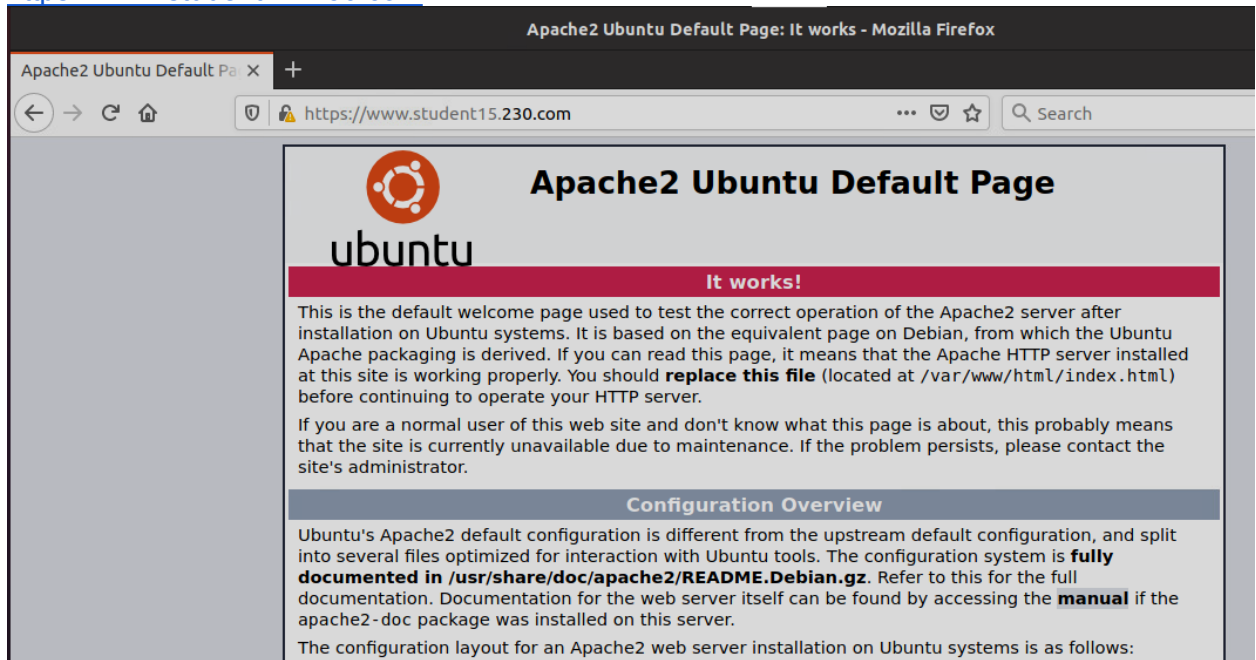 Apache2 Ubuntu Default Page: It works - Mozilla Firefox
Apache2 Ubuntu Default Pa
https://www.student15.230.com
Search
Apache2 Ubuntu Default Page
ubuntu
It works!
This is the default welcome page used to test the correct operation of the Apache2 server after
installation on Ubuntu systems. It is based on the equivalent page on Debian, from which the Ubuntu
Apache packaging is derived. If you can read this page, it means that the Apache HTTP server installed
at this site is working properly. You should replace this file (located at /var/www/html/index.html)
before continuing to operate your HTTP server.
If you are a normal user of this web site and don't know what this page is about, this probably means
that the site is currently unavailable due to maintenance. If the problem persists, please contact the
site's administrator.
Configuration Overview
Ubuntu's Apache2 default configuration is different from the upstream default configuration, and split
into several files optimized for interaction with Ubuntu tools. The configuration system is fully
documented in /usr/share/doc/apache2/README.Debian.gz. Refer to this for the full
documentation. Documentation for the web server itself can be found by accessing the manual if the
apache2-doc package was installed on this server.
The configuration layout for an Apache2 web server installation on Ubuntu systems is as follows: